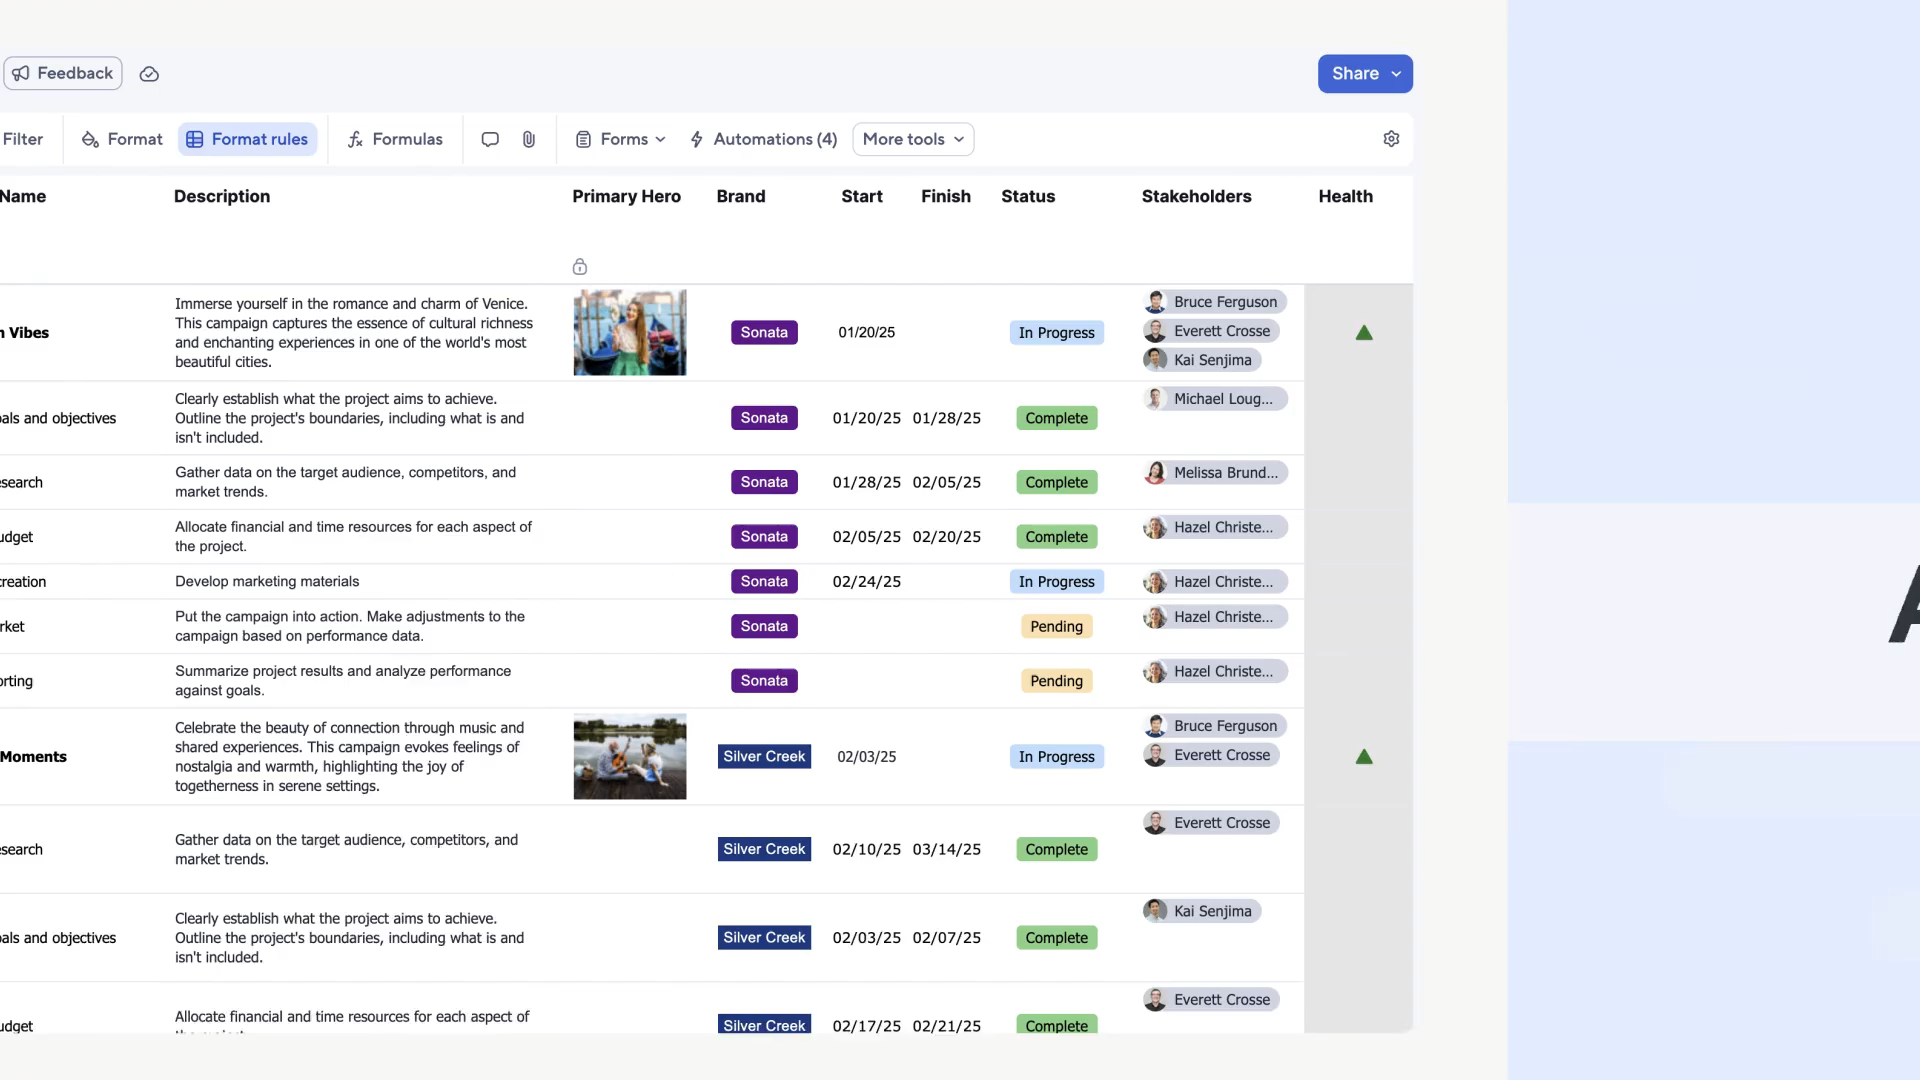 Feedback
Share
Filter
Format
Format rules
Formulas
Forms
Automations (4)
More tools
Name
Description
Primary Hero
Brand
Start
Finish
Status
Stakeholders
Health
n Vibes
Immerse yourself in the romance and charm of Venice.
This campaign captures the essence of cultural richness
and enchanting experiences in one of the world's most
beautiful cities.
Sonata
01/20/25
In Progress
Bruce Ferguson
Everett Crosse
Kai Senjima
oals and objectives
Clearly establish what the project aims to achieve.
Outline the project's boundaries, including what is and
isn't included.
Sonata
01/20/25
01/28/25
Complete
Michael Loug...
esearch
Gather data on the target audience, competitors, and
market trends.
Sonata
01/28/25
02/05/25
Complete
Melissa Brund...
udget
Allocate financial and time resources for each aspect of
the project.
Sonata
02/05/25
02/20/25
Complete
Hazel Christe...
creation
Develop marketing materials
Sonata
02/24/25
In Progress
Hazel Christe...
rket
Put the campaign into action. Make adjustments to the
campaign based on performance data.
Sonata
Pending
Hazel Christe...
orting
Summarize project results and analyze performance
against goals.
Sonata
Pending
Hazel Christe...
Moments
Celebrate the beauty of connection through music and
shared experiences. This campaign evokes feelings of
nostalgia and warmth, highlighting the joy of
togetherness in serene settings.
Silver Creek
02/03/25
In Progress
Bruce Ferguson
Everett Crosse
esearch
Gather data on the target audience, competitors, and
market trends.
Silver Creek
02/10/25
03/14/25
Complete
Everett Crosse
oals and objectives
Clearly establish what the project aims to achieve.
Outline the project's boundaries, including what is and
isn't included.
Silver Creek
02/03/25
02/07/25
Complete
Kai Senjima
udget
Allocate financial and time resources for each aspect of
Silver Creek
02/17/25
02/21/25
Complete
Everett Crosse